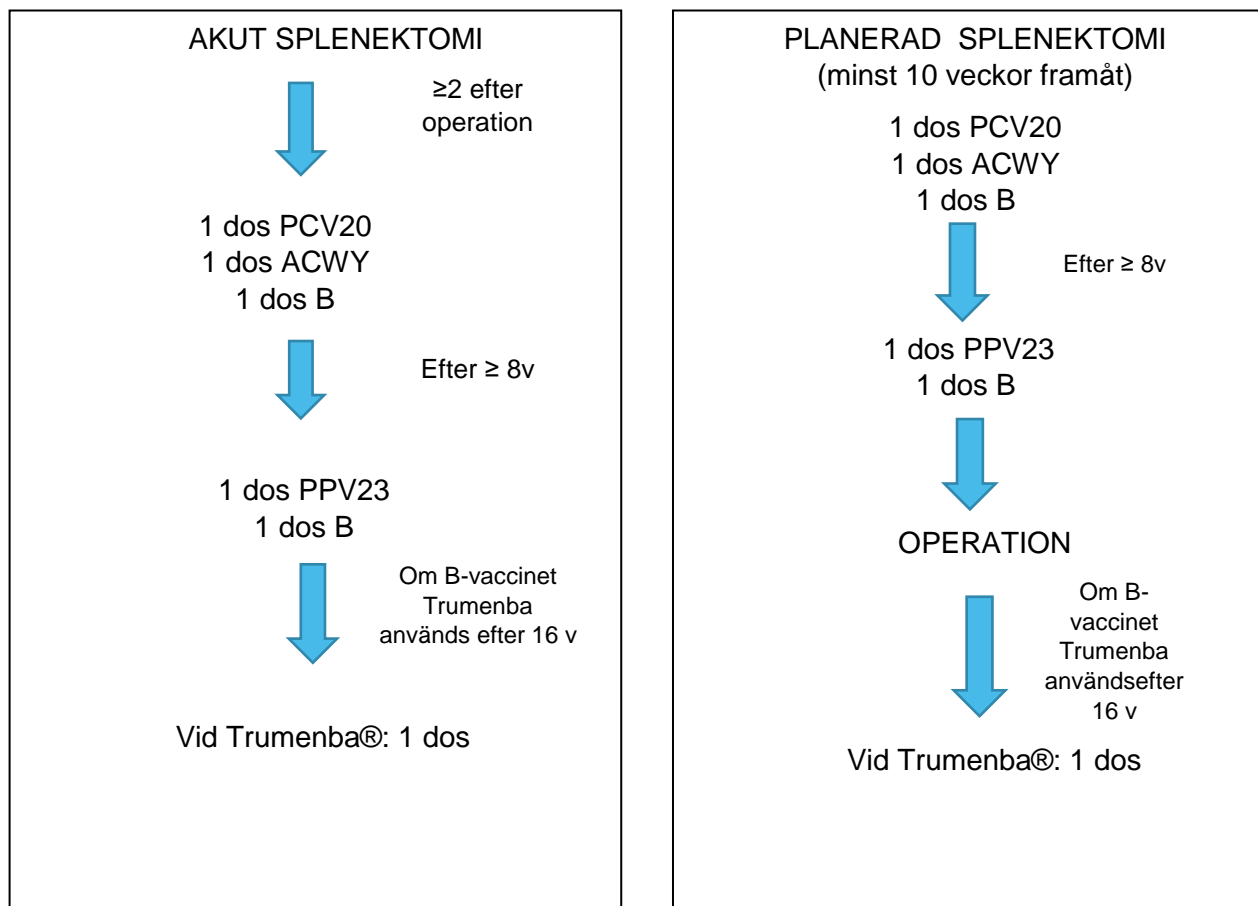 AKUT SPLENEKTOMI
≥2 efter
operation
1 dos PCV20
1 dos ACWY
1 dos B
Efter ≥ 8v
1 dos PPV23
1 dos B
Om B-vaccinet
Trumenba
används efter 16 v
Vid Trumenba®: 1 dos
PLANERAD SPLENEKTOMI
(minst 10 veckor framåt)
1 dos PCV20
1 dos ACWY
1 dos B
Efter ≥ 8v
1 dos PPV23
1 dos B
OPERATION
Om B-
vaccinet
Trumenba
användsefter
16 v
Vid Trumenba®: 1 dos